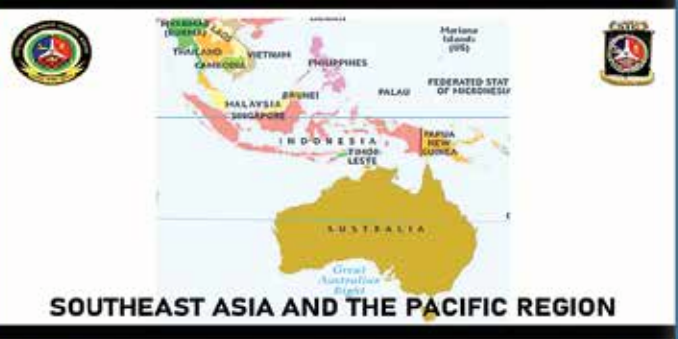 MYANMAR
(BURMA)
LAOS
THAILAND
VIETNAM
CAMBODIA
PHILIPPINES
Mariana
Islands
(US)
PALAU
FEDERATED STAT
OF MICRONESIA
BRUNEI
MALAYSIA
SINGAPORE
INDONESIA
TIMOR-
LESTE
PAPUA
NEW
GUINEA
AUSTRALIA
Great
Australian
Bight
SOUTHEAST ASIA AND THE PACIFIC REGION